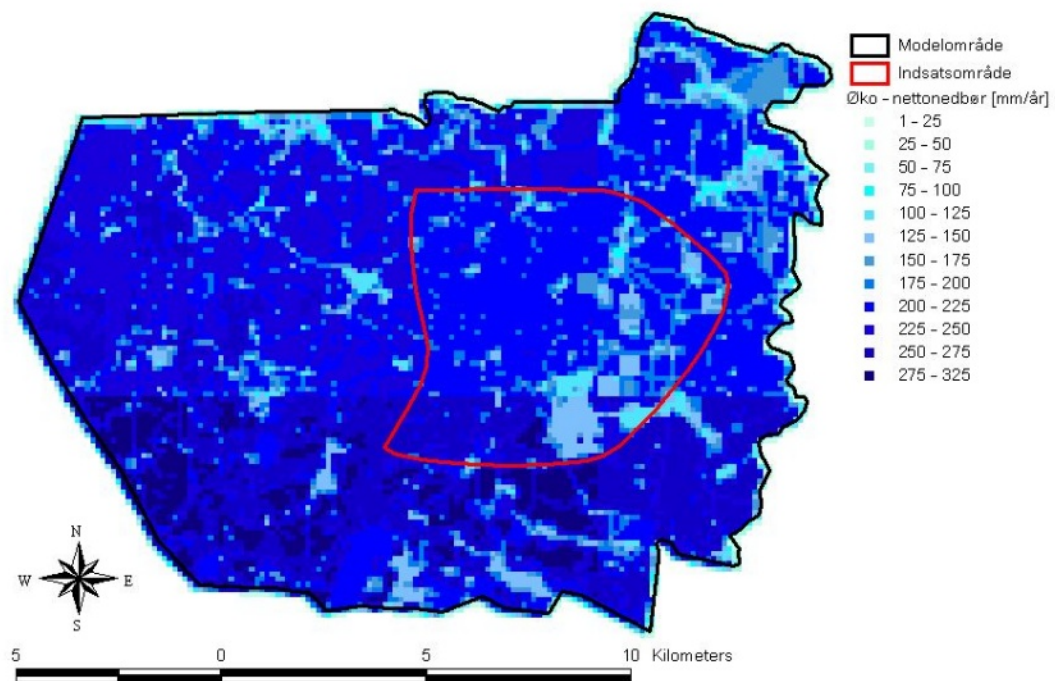 Modelområde
Indsatsområde
Øko - nettonedbør [mm/år]
1 - 25
25 - 50
50 - 75
75 - 100
100 - 125
125 - 150
150 - 175
175 - 200
200 - 225
225 - 250
250 - 275
275 - 325
N
W E
S
5 0 5 10 Kilometers